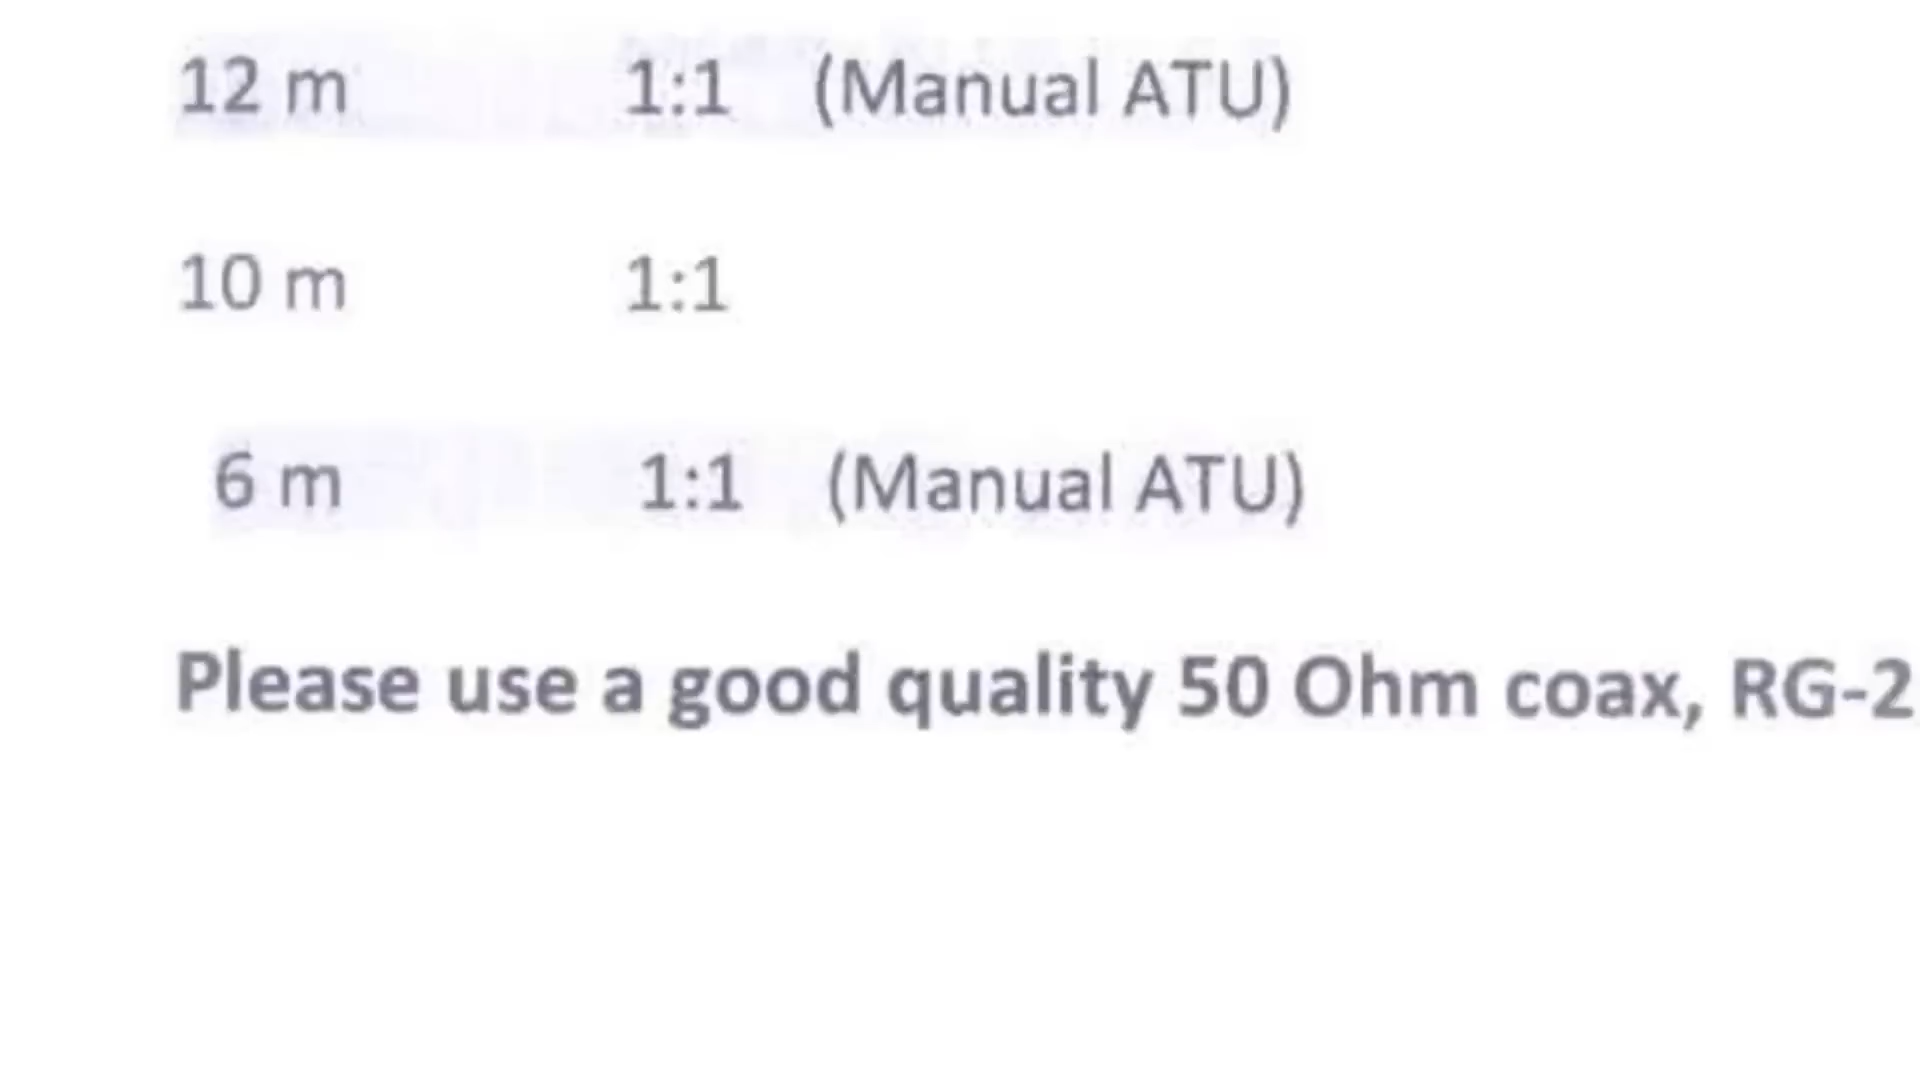 12 m 1:1 (Manual ATU)
10 m 1:1
6 m 1:1 (Manual ATU)
Please use a good quality 50 Ohm coax, RG-2